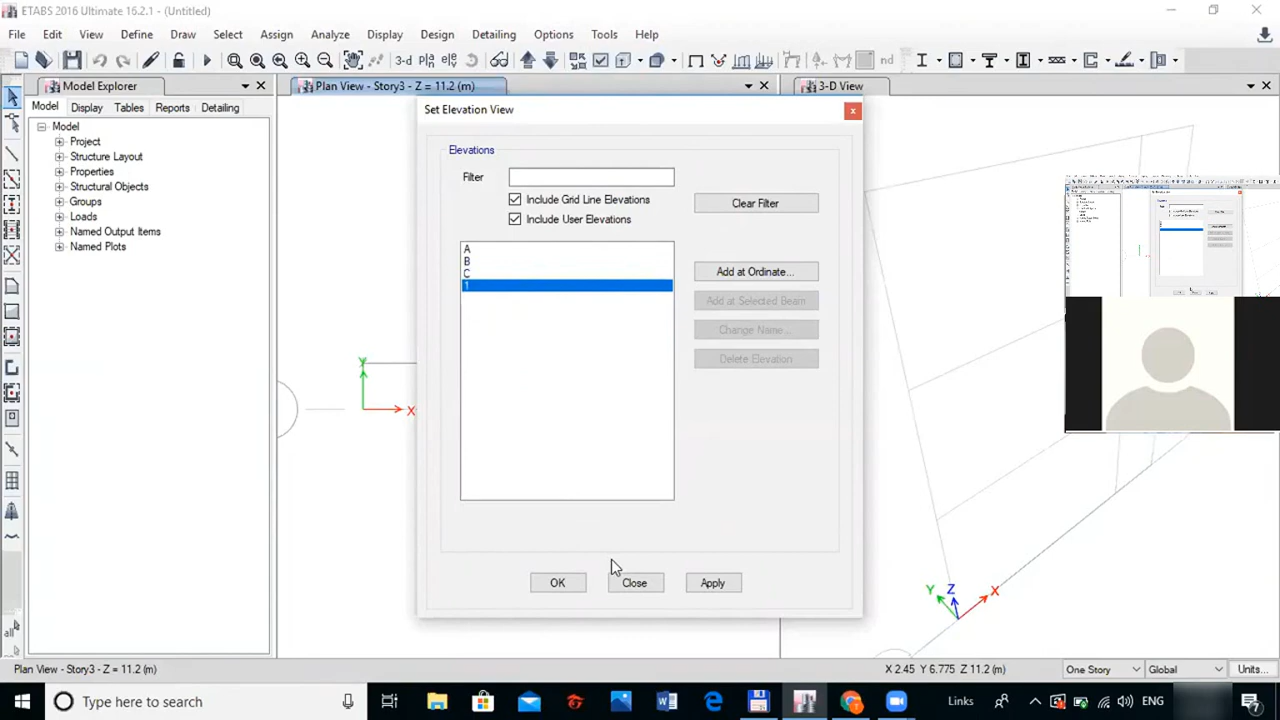 ETABS 2016 Ultimate 16.2.1 - (Untitled)
File Edit View Define Draw Select Assign Analyze Display Design Detailing Options Tools Help
3-d
Model Explorer
Plan View - Story3 - Z = 11.2 (m)
3-D View
Model Display Tables Reports Detailing
Model
Project
Structure Layout
Properties
Structural Objects
Groups
Loads
Named Output Items
Named Plots
Set Elevation View
Elevations
Filter
Include Grid Line Elevations
Include User Elevations
Clear Filter
A
B
C
1
Add at Ordinate...
Add at Selected Beam
Change Name...
Delete Elevation
OK Close Apply
Y
X
Y Z X
all
Plan View - Story3 - Z = 11.2 (m)
X 2.45 Y 6.775 Z 11.2 (m)
One Story
Global
Units...
Type here to search
Links
ENG
7